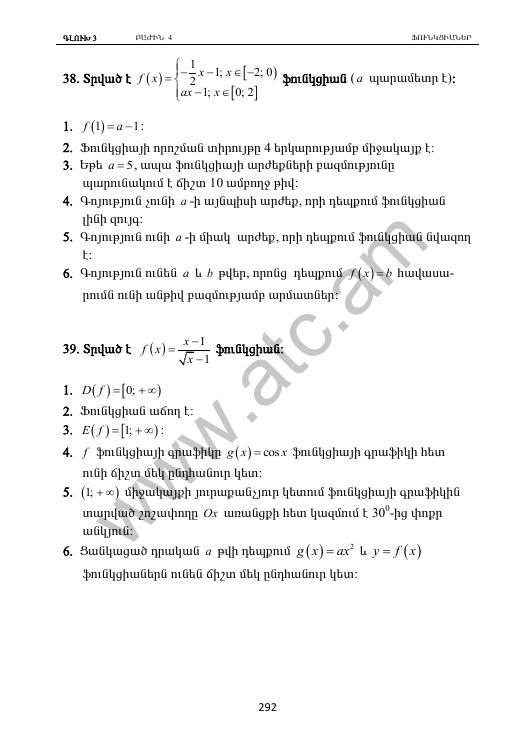 ԳԼՈՒԽ 3 ԲԱԺԻՆ 4 ՖՈՒՆԿՑԻԱՆԵՐ
38. Տրված է f(x) = { -1/2 x − 1; x ∈ [−2; 0) ֆունկցիան (a պարամետր է):
ax − 1; x ∈ [0; 2]
1. f(1) = a − 1 :
2. Ֆունկցիայի որոշման տիրույթը 4 երկարությամբ միջակայք է:
3. Եթե a = 5, ապա ֆունկցիայի արժեքների բազմությունը
պարունակում է ճիշտ 10 ամբողջ թիվ:
4. Գոյություն չունի a -ի այնպիսի արժեք, որի դեպքում ֆունկցիան
լինի զույգ:
5. Գոյություն ունի a -ի միակ արժեք, որի դեպքում ֆունկցիան նվազող
է:
6. Գոյություն ունեն a և b թվեր, որոնց դեպքում f(x) = b հավասա-
րումն ունի անթիվ բազմությամբ արմատներ:
39. Տրված է f(x) = (x − 1)/(√x − 1) ֆունկցիան:
1. D(f) = [0; +∞)
2. Ֆունկցիան աճող է:
3. E(f) = [1; +∞) :
4. f ֆունկցիայի գրաֆիկը g(x) = cos x ֆունկցիայի գրաֆիկի հետ
ունի ճիշտ մեկ ընդհանուր կետ:
5. (1; +∞) միջակայքի յուրաքանչյուր կետում ֆունկցիայի գրաֆիկին
տարված շոշափողը Ox առանցքի հետ կազմում է 30⁰-ից փոքր
անկյուն:
6. Ցանկացած դրական a թվի դեպքում g(x) = ax² և y = f(x)
ֆունկցիաներն ունեն ճիշտ մեկ ընդհանուր կետ:
www.atc.am
292